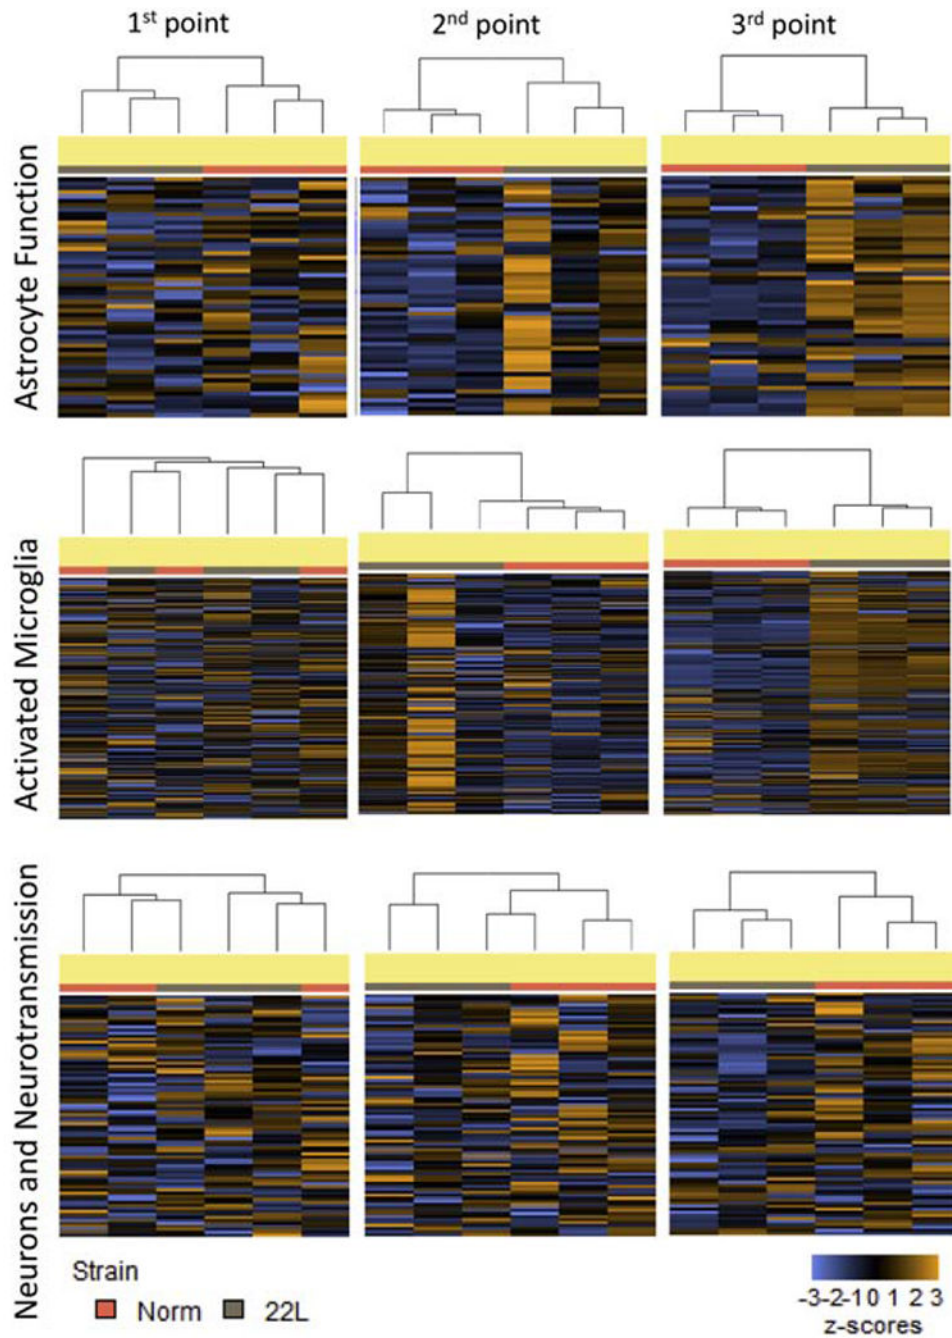 1st point
2nd point
3rd point
Astrocyte Function
Activated Microglia
Neurons and Neurotransmission
Strain
Norm
22L
-3-2-10 1 2 3
z-scores